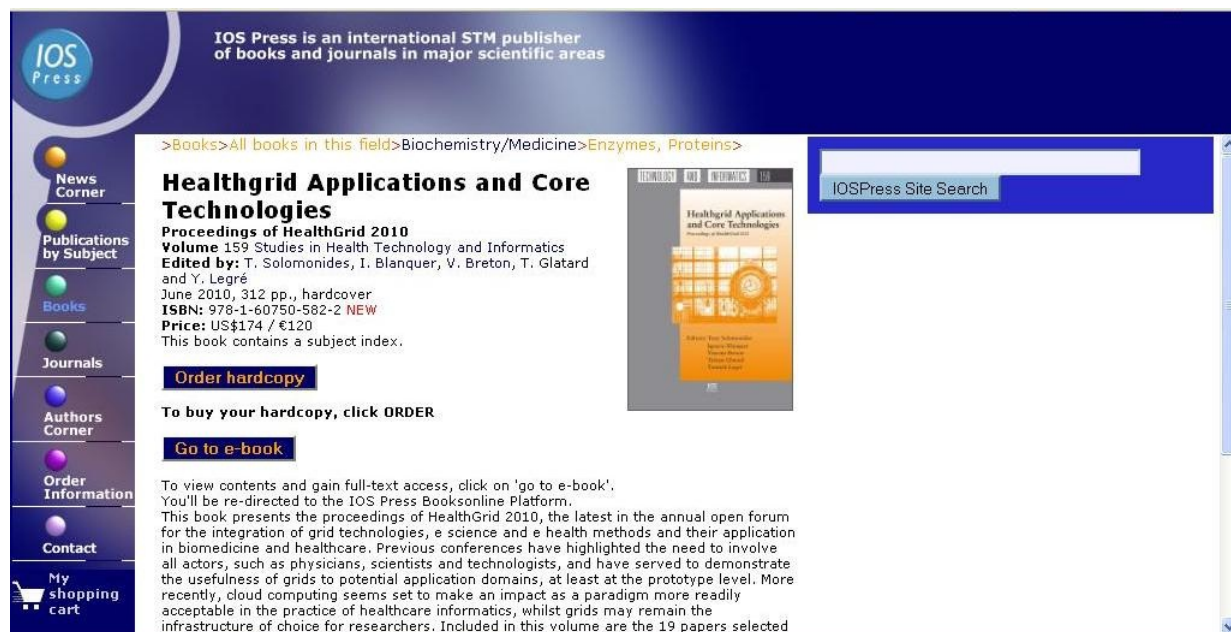 IOS Press is an international STM publisher
of books and journals in major scientific areas
IOS
Press
News
Corner
Publications
by Subject
Books
Journals
Authors
Corner
Order
Information
Contact
My
shopping
cart
>Books>All books in this field>Biochemistry/Medicine>Enzymes, Proteins>
Healthgrid Applications and Core
Technologies
Proceedings of HealthGrid 2010
Volume 159 Studies in Health Technology and Informatics
Edited by: T. Solomonides, I. Blanquer, V. Breton, T. Glatard
and Y. Legré
June 2010, 312 pp., hardcover
ISBN: 978-1-60750-582-2 NEW
Price: US$174 / €120
This book contains a subject index.
Order hardcopy
To buy your hardcopy, click ORDER
Go to e-book
To view contents and gain full-text access, click on 'go to e-book'.
You'll be re-directed to the IOS Press Booksonline Platform.
This book presents the proceedings of HealthGrid 2010, the latest in the annual open forum
for the integration of grid technologies, e science and e health methods and their application
in biomedicine and healthcare. Previous conferences have highlighted the need to involve
all actors, such as physicians, scientists and technologists, and have served to demonstrate
the usefulness of grids to potential application domains, at least at the prototype level. More
recently, cloud computing seems set to make an impact as a paradigm more readily
acceptable in the practice of healthcare informatics, whilst grids may remain the
infrastructure of choice for researchers. Included in this volume are the 19 papers selected
TECHNOLOGY AND INFORMATICS 159
Healthgrid Applications
and Core Technologies
Proceedings of HealthGrid 2010
IOSPress Site Search